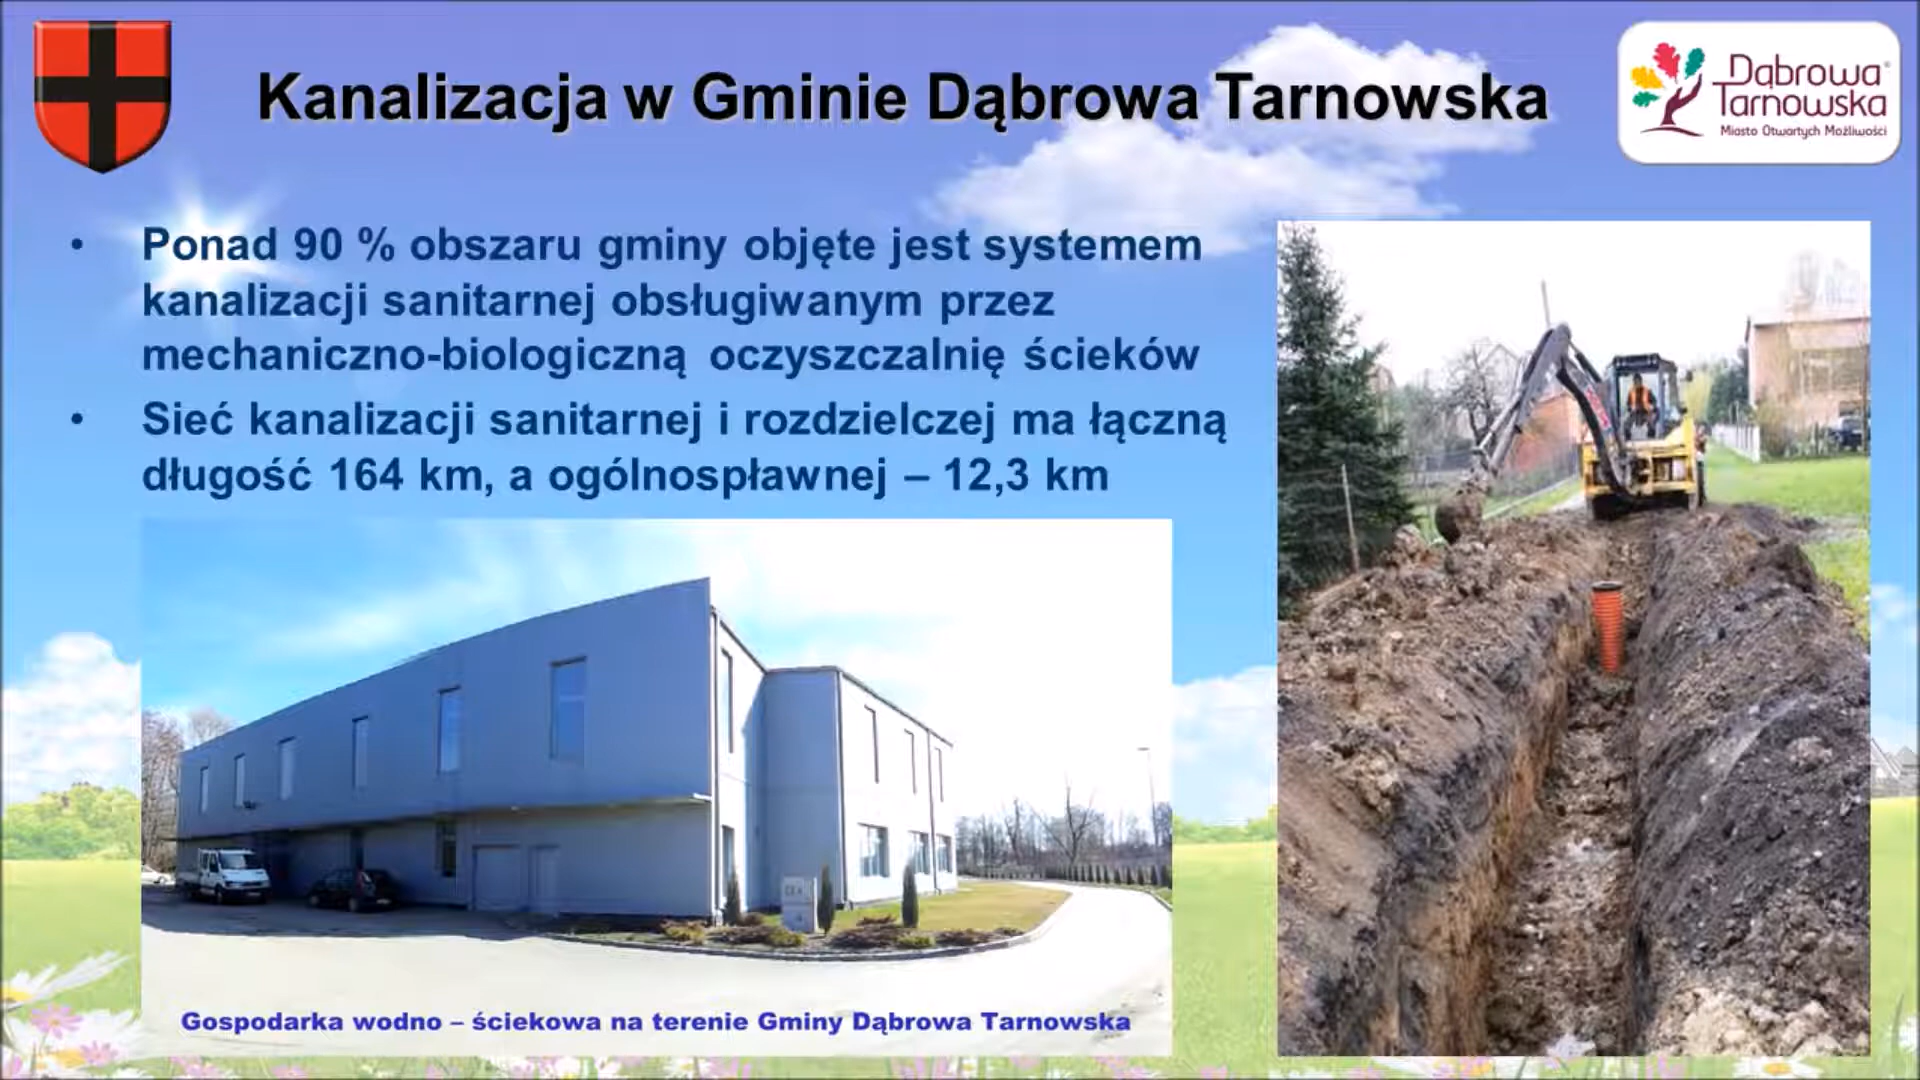 Kanalizacja w Gminie Dąbrowa Tarnowska
Dąbrowa
Tarnowska
Miasto Otwartych Możliwości
• Ponad 90 % obszaru gminy objęte jest systemem
kanalizacji sanitarnej obsługiwanym przez
mechaniczno-biologiczną oczyszczalnię ścieków
• Sieć kanalizacji sanitarnej i rozdzielczej ma łączną
długość 164 km, a ogólnospławnej – 12,3 km
Gospodarka wodno – ściekowa na terenie Gminy Dąbrowa Tarnowska